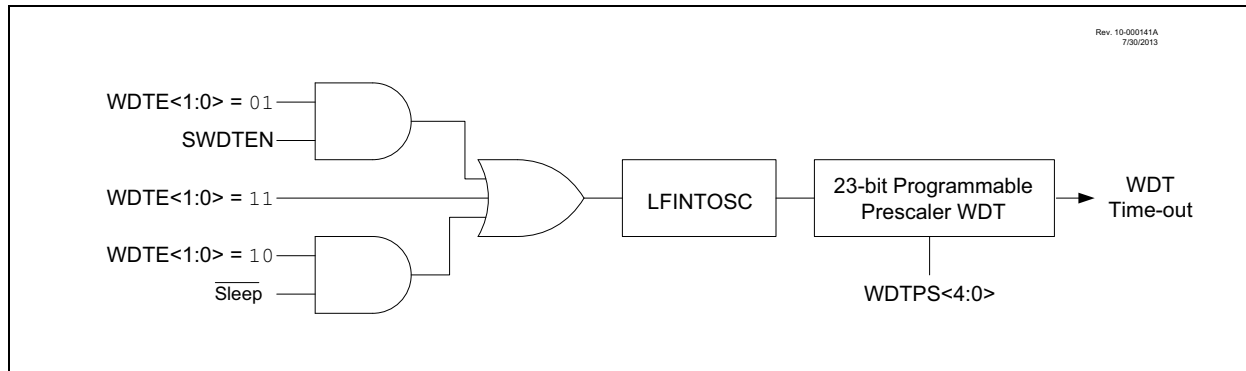 Rev. 10-000141A
7/30/2013
WDTE<1:0> = 01
SWDTEN
WDTE<1:0> = 11
WDTE<1:0> = 10
Sleep
LFINTOSC
23-bit Programmable
Prescaler WDT
WDT
Time-out
WDTPS<4:0>